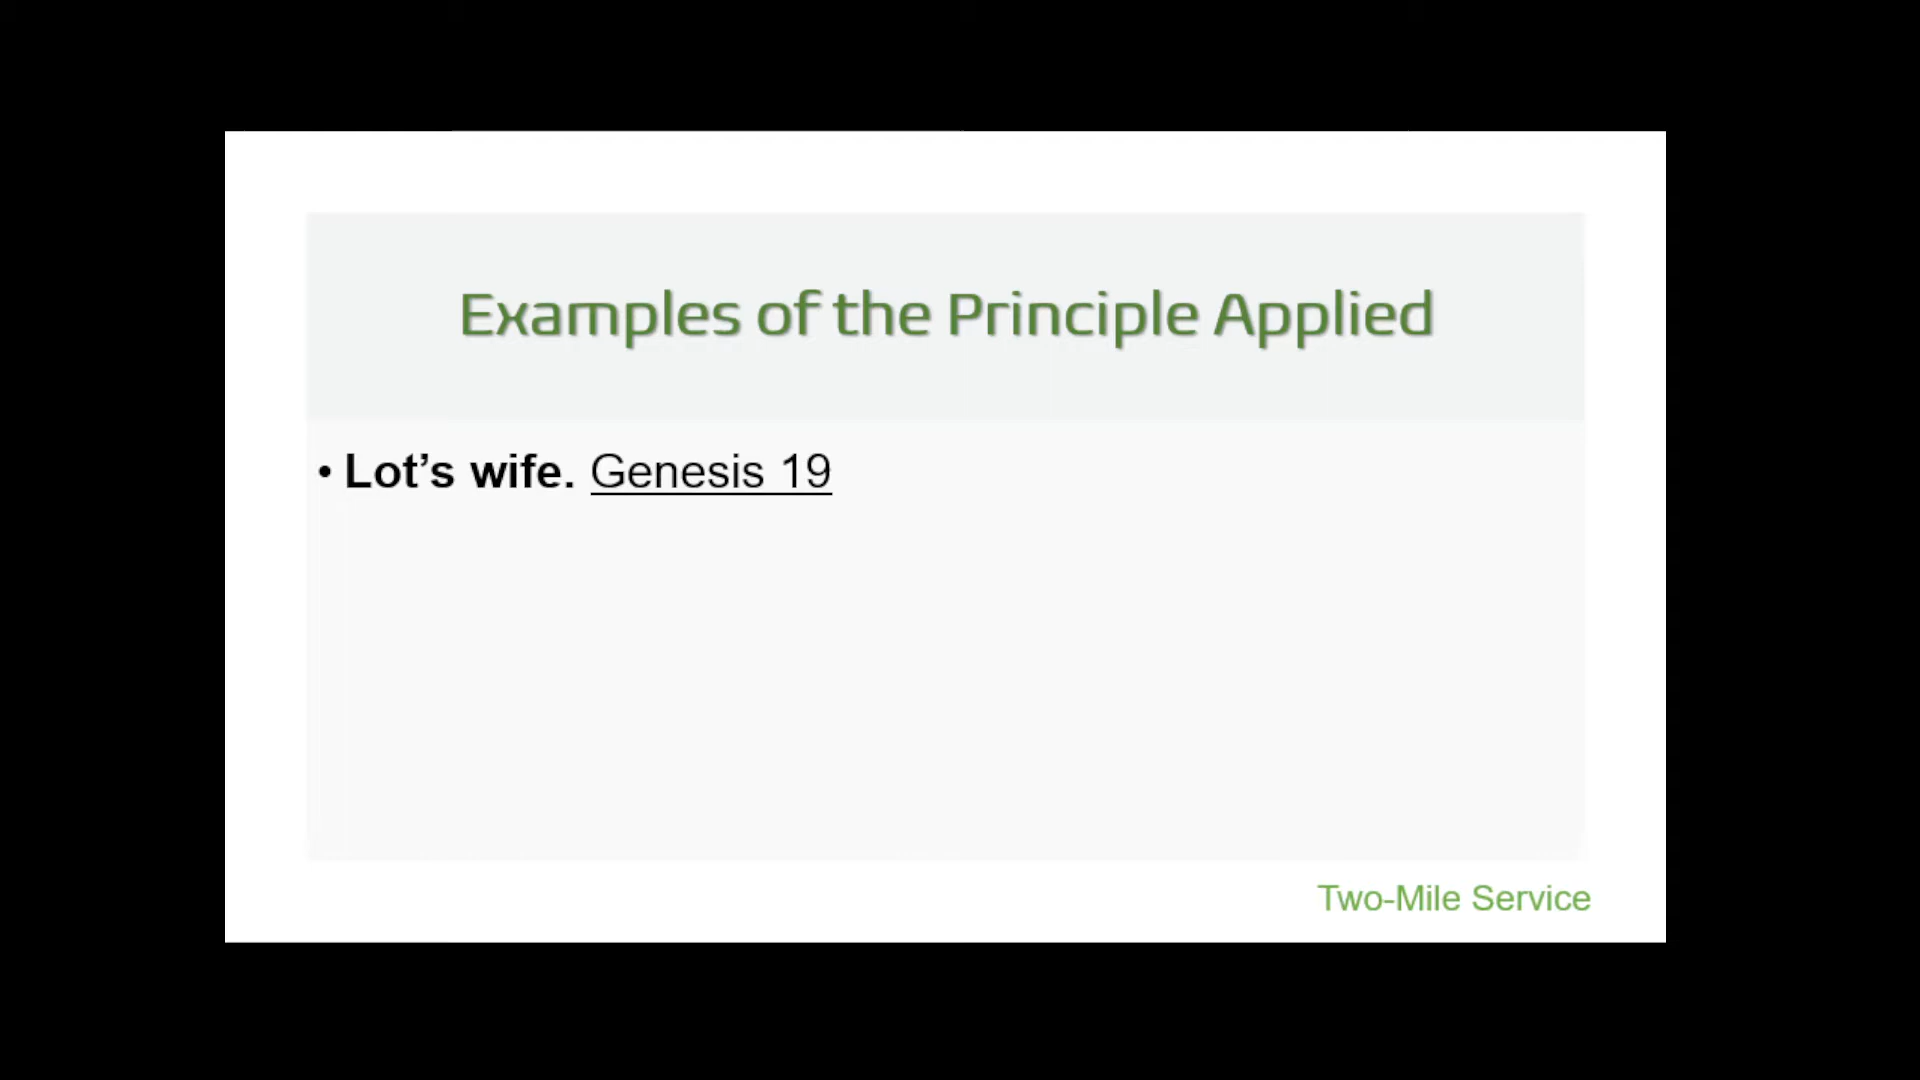 Examples of the Principle Applied
• Lot’s wife. Genesis 19
Two-Mile Service